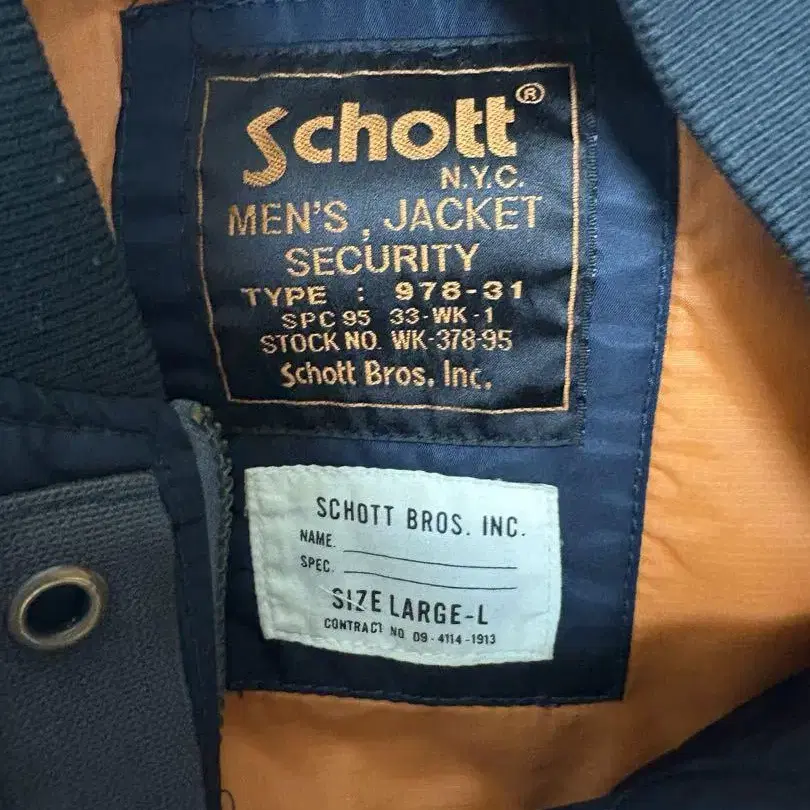 Schott®
N.Y.C.
MEN'S , JACKET
SECURITY
TYPE : 978-31
SPC 95 33-WK-1
STOCK NO. WK-378-95
Schott Bros, Inc.
SCHOTT BROS. INC.
NAME.
SPEC.
SIZE LARGE-L
CONTRACT NO 09-4114-1913